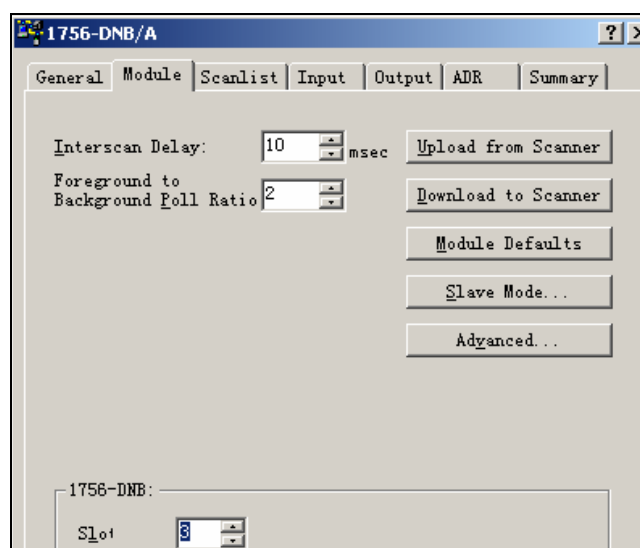 1756-DNB/A
General Module Scanlist Input Output ADR Summary
Interscan Delay: 10 msec Upload from Scanner
Foreground to
Background Poll Ratio 2 Download to Scanner
Module Defaults
Slave Mode...
Advanced...
1756-DNB:
Slot 3